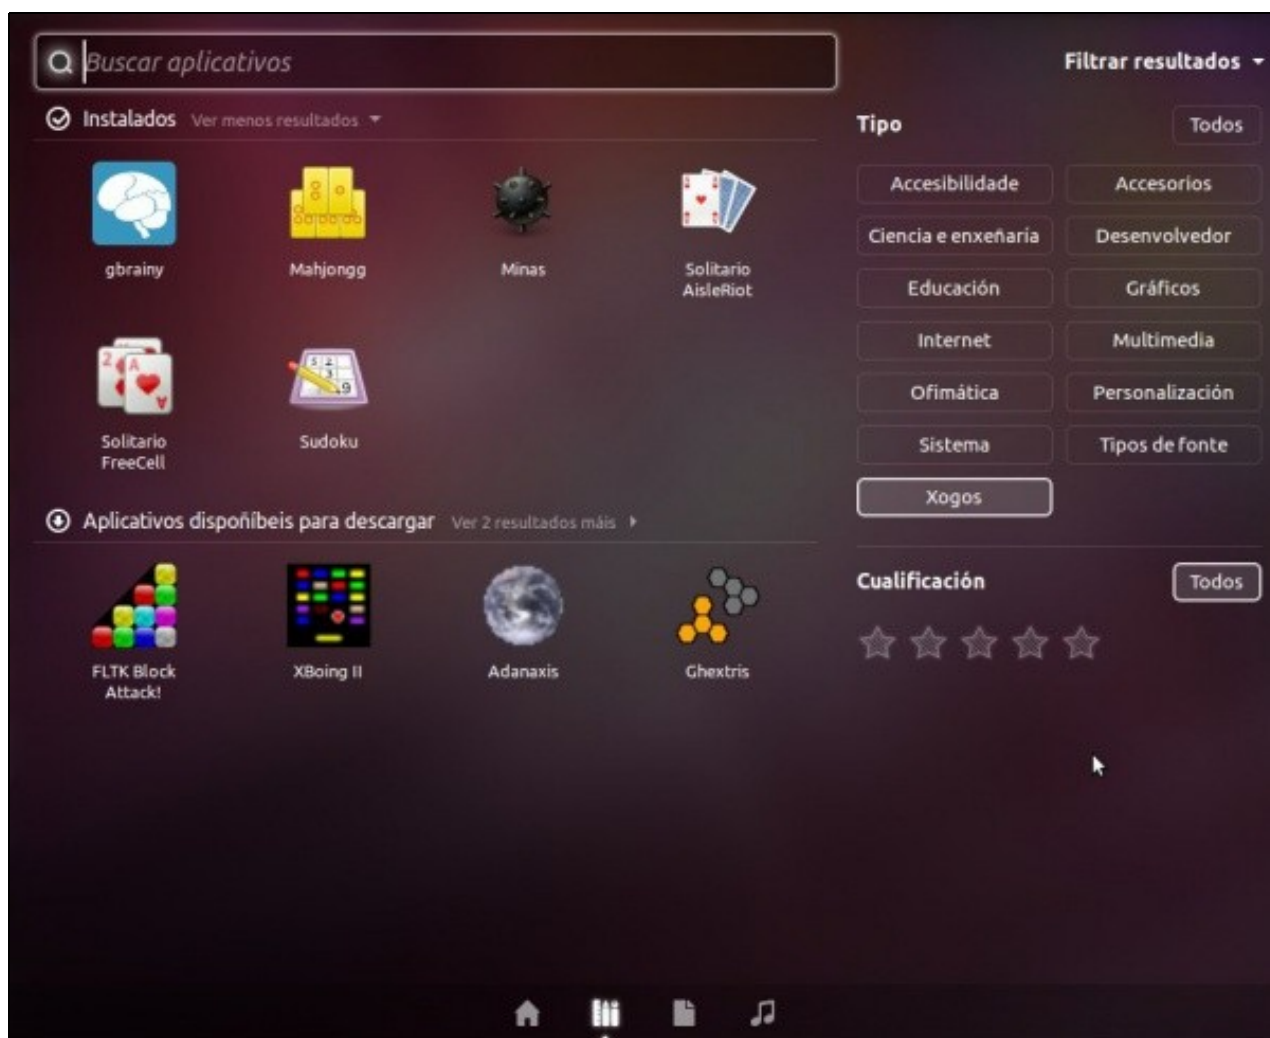 Buscar aplicativos
Filtrar resultados
Instalados Ver menos resultados
gbrainy
Mahjongg
Minas
Solitario
AisleRiot
Solitario
FreeCell
Sudoku
Aplicativos dispoñíbeis para descargar Ver 2 resultados máis
FLTK Block
Attack!
XBoing II
Adanaxis
Ghextris
Tipo
Todos
Accesibilidade
Accesorios
Ciencia e enxeñaría
Desenvolvedor
Educación
Gráficos
Internet
Multimedia
Ofimática
Personalización
Sistema
Tipos de fonte
Xogos
Cualificación
Todos